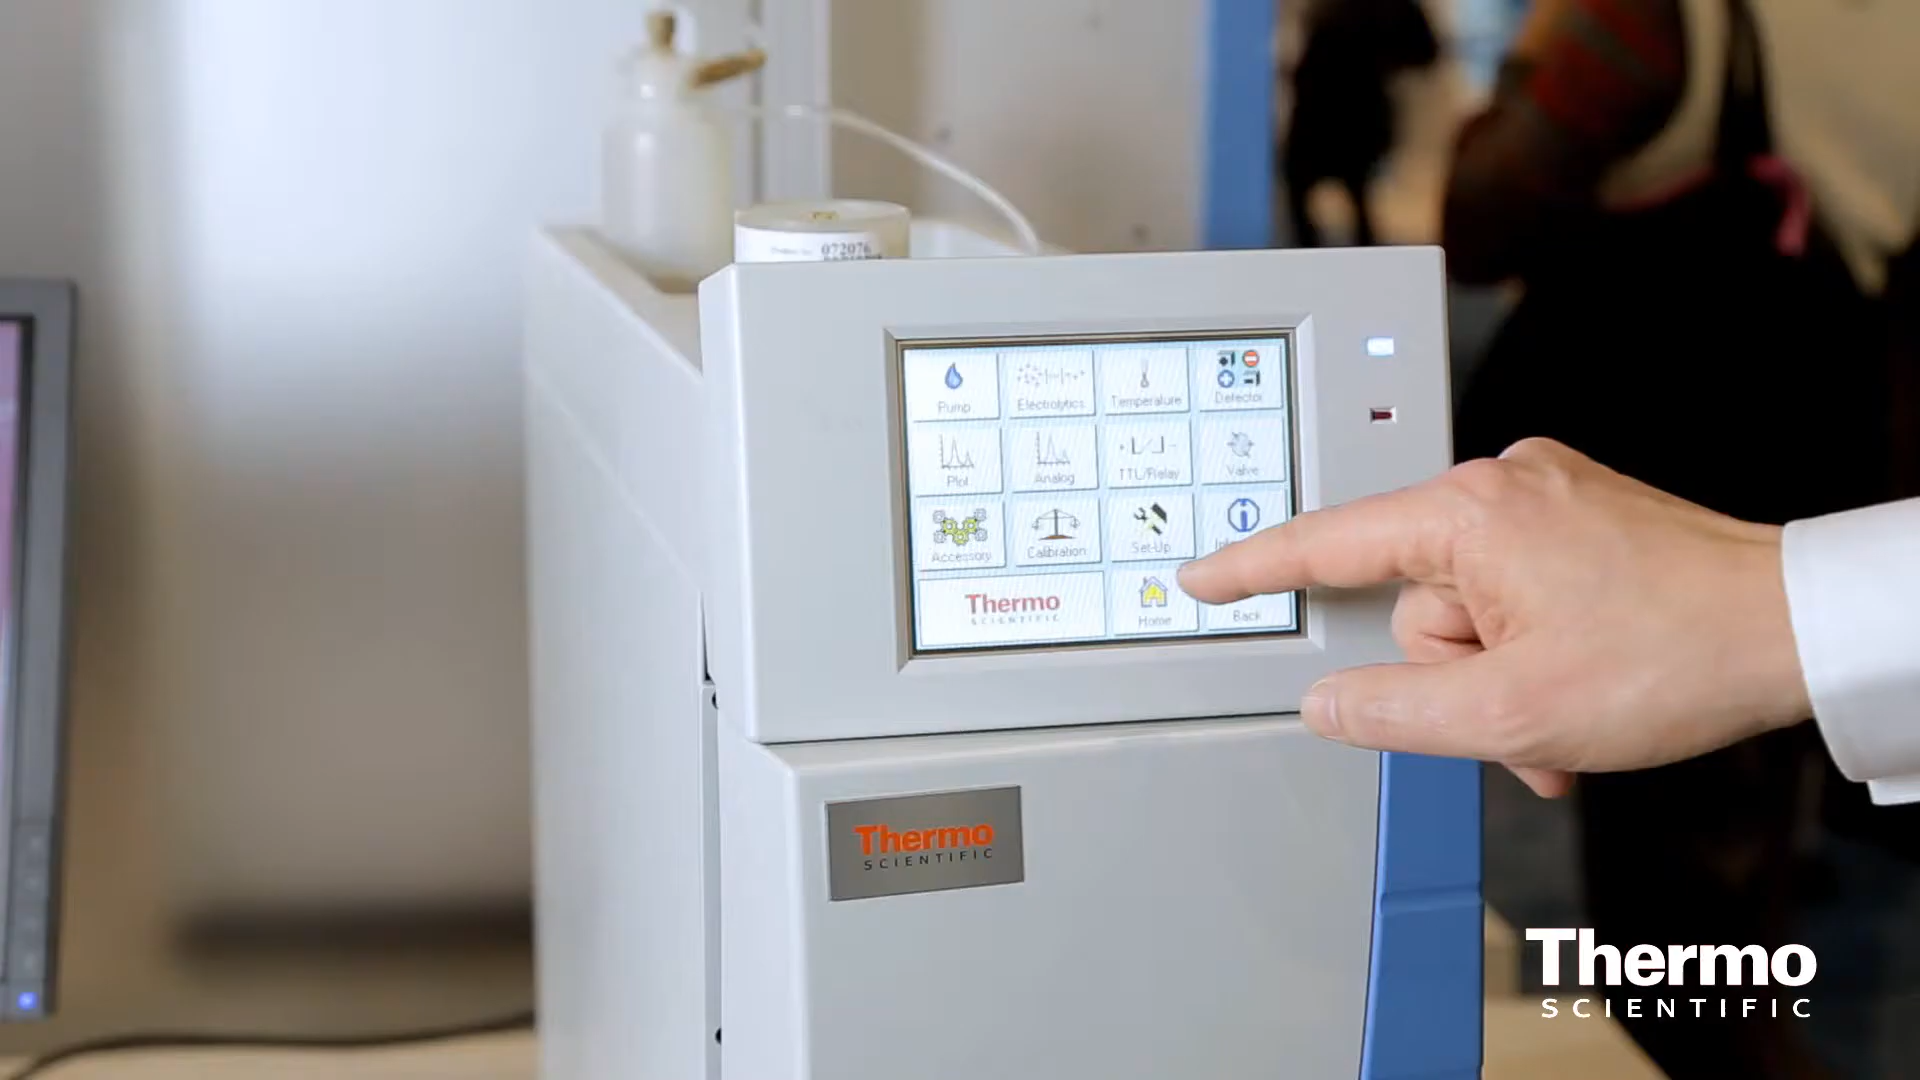 072076
Pump
Electrolytics
Temperature
Detector
Plot
Analog
TTL/Relay
Valve
Accessory
Calibration
Set-Up
Thermo
SCIENTIFIC
Home
Back
Thermo
SCIENTIFIC
Thermo
SCIENTIFIC